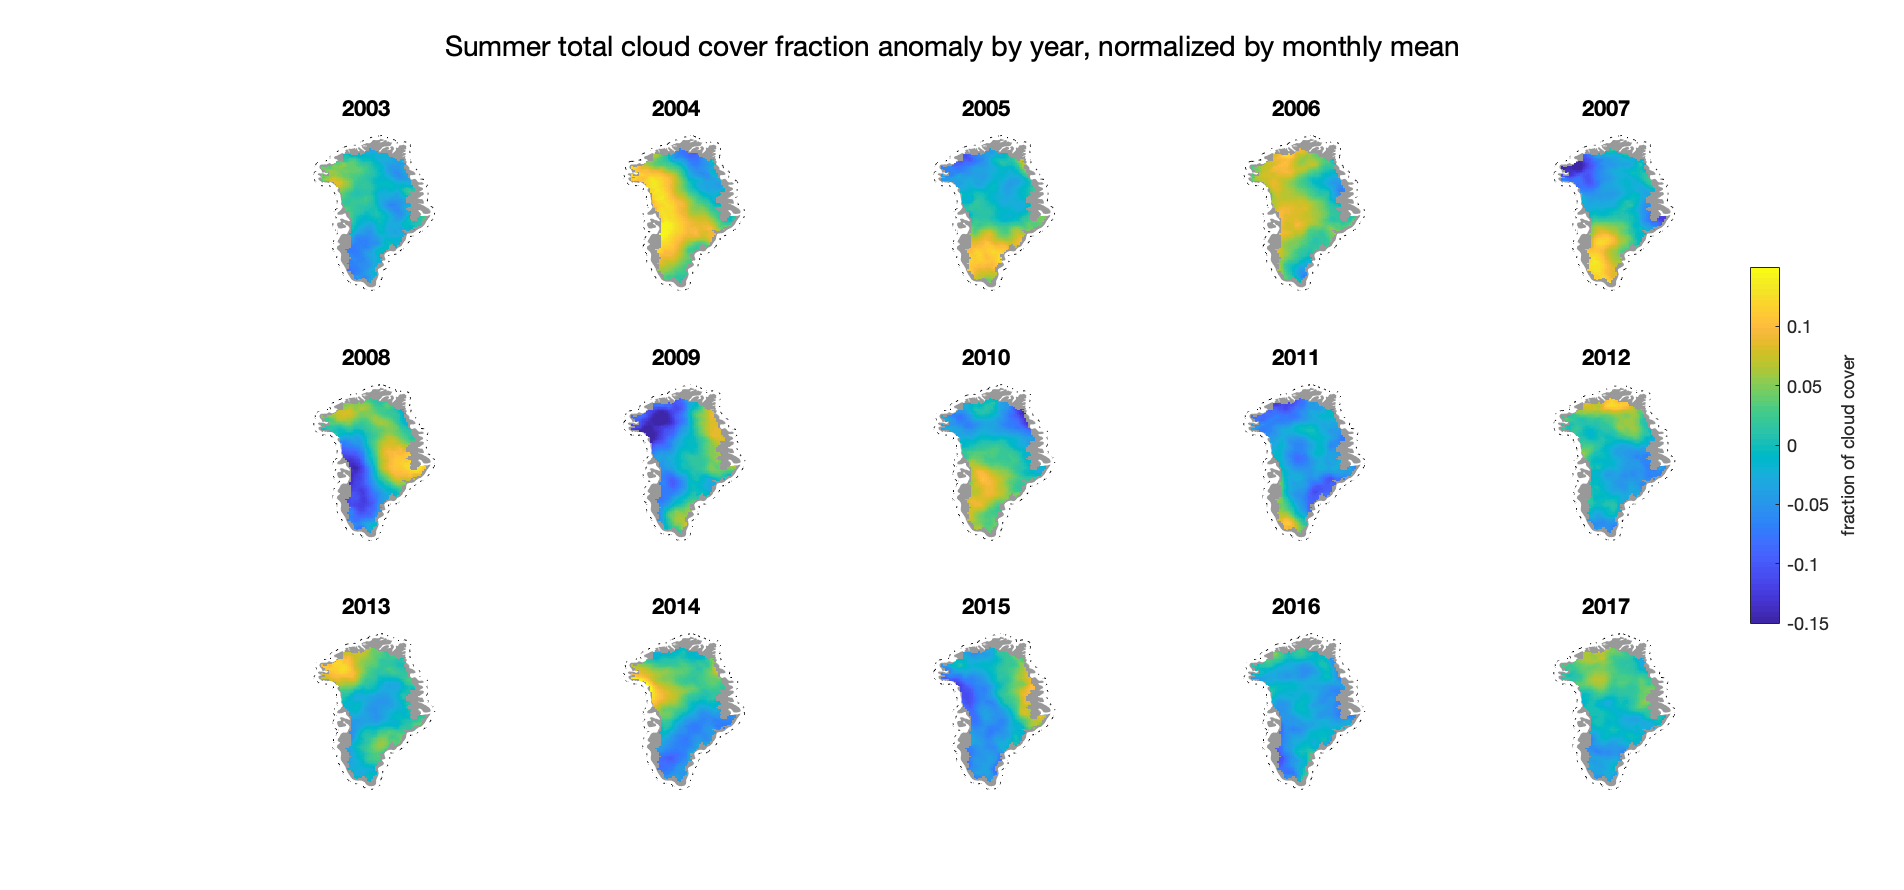 Summer total cloud cover fraction anomaly by year, normalized by monthly mean
2003 2004 2005 2006 2007
2008 2009 2010 2011 2012
2013 2014 2015 2016 2017
0.1
0.05
0
-0.05
-0.1
-0.15
fraction of cloud cover